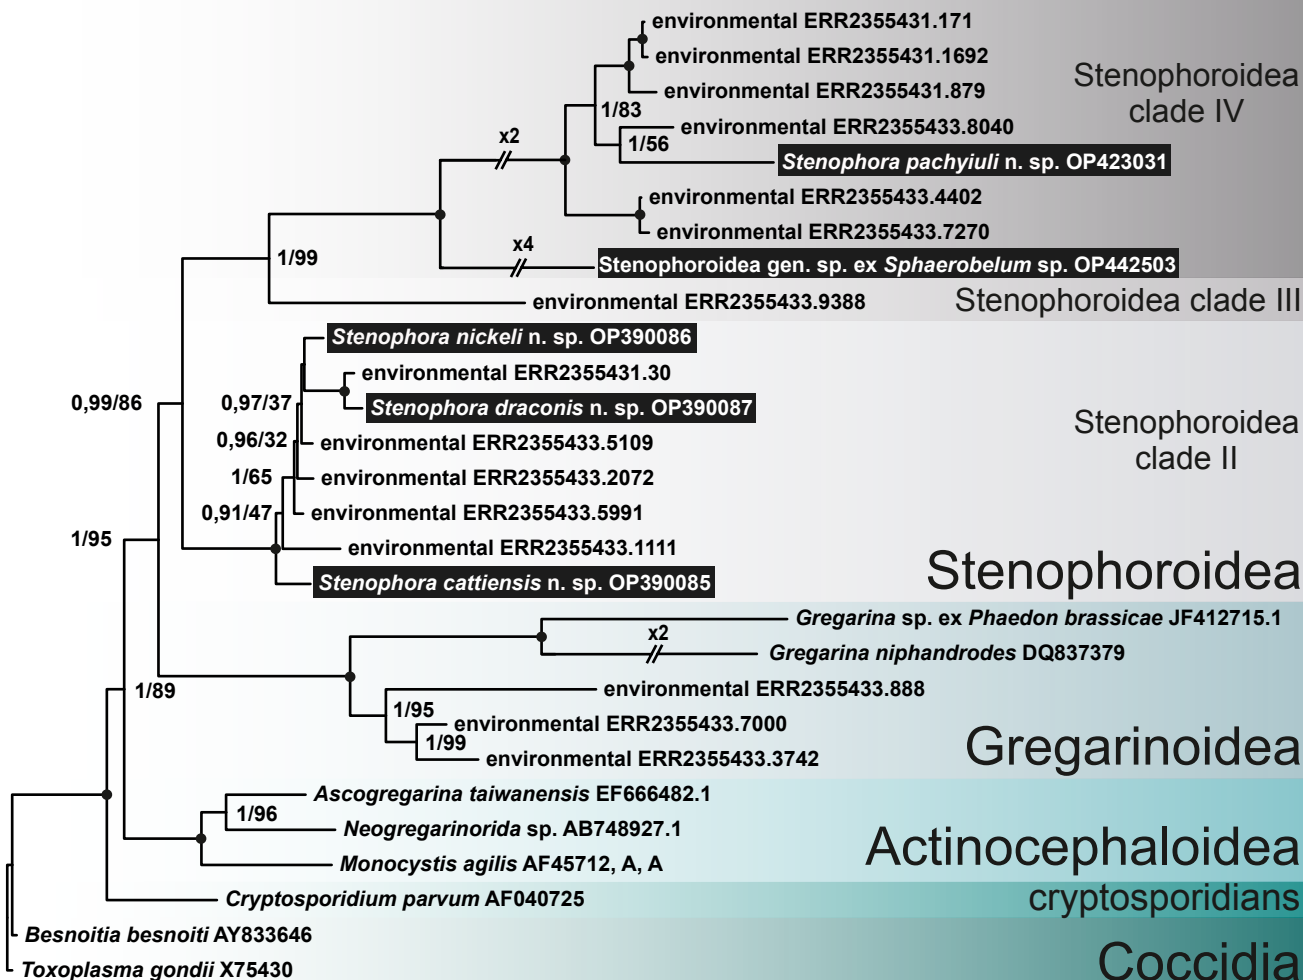 environmental ERR2355431.171
environmental ERR2355431.1692
Stenophoroidea
clade IV
environmental ERR2355431.879
1/83
environmental ERR2355433.8040
x2
1/56
Stenophora pachyiuli n. sp. OP423031
environmental ERR2355433.4402
environmental ERR2355433.7270
x4
1/99
Stenophoroidea gen. sp. ex Sphaerobelum sp. OP442503
environmental ERR2355433.9388
Stenophoroidea clade III
Stenophora nickeli n. sp. OP390086
environmental ERR2355431.30
0,99/86
0,97/37
Stenophora draconis n. sp. OP390087
Stenophoroidea
clade II
0,96/32
environmental ERR2355433.5109
1/65
environmental ERR2355433.2072
0,91/47
environmental ERR2355433.5991
1/95
environmental ERR2355433.1111
Stenophoroidea
Stenophora cattiensis n. sp. OP390085
Gregarina sp. ex Phaedon brassicae JF412715.1
x2
Gregarina niphandrodes DQ837379
1/89
environmental ERR2355433.888
1/95
environmental ERR2355433.7000
1/99
environmental ERR2355433.3742
Gregarinoidea
Ascogregarina taiwanensis EF666482.1
1/96
Neogregarinorida sp. AB748927.1
Actinocephaloidea
Monocystis agilis AF45712, A, A
Cryptosporidium parvum AF040725
cryptosporidians
Besnoitia besnoiti AY833646
Coccidia
Toxoplasma gondii X75430